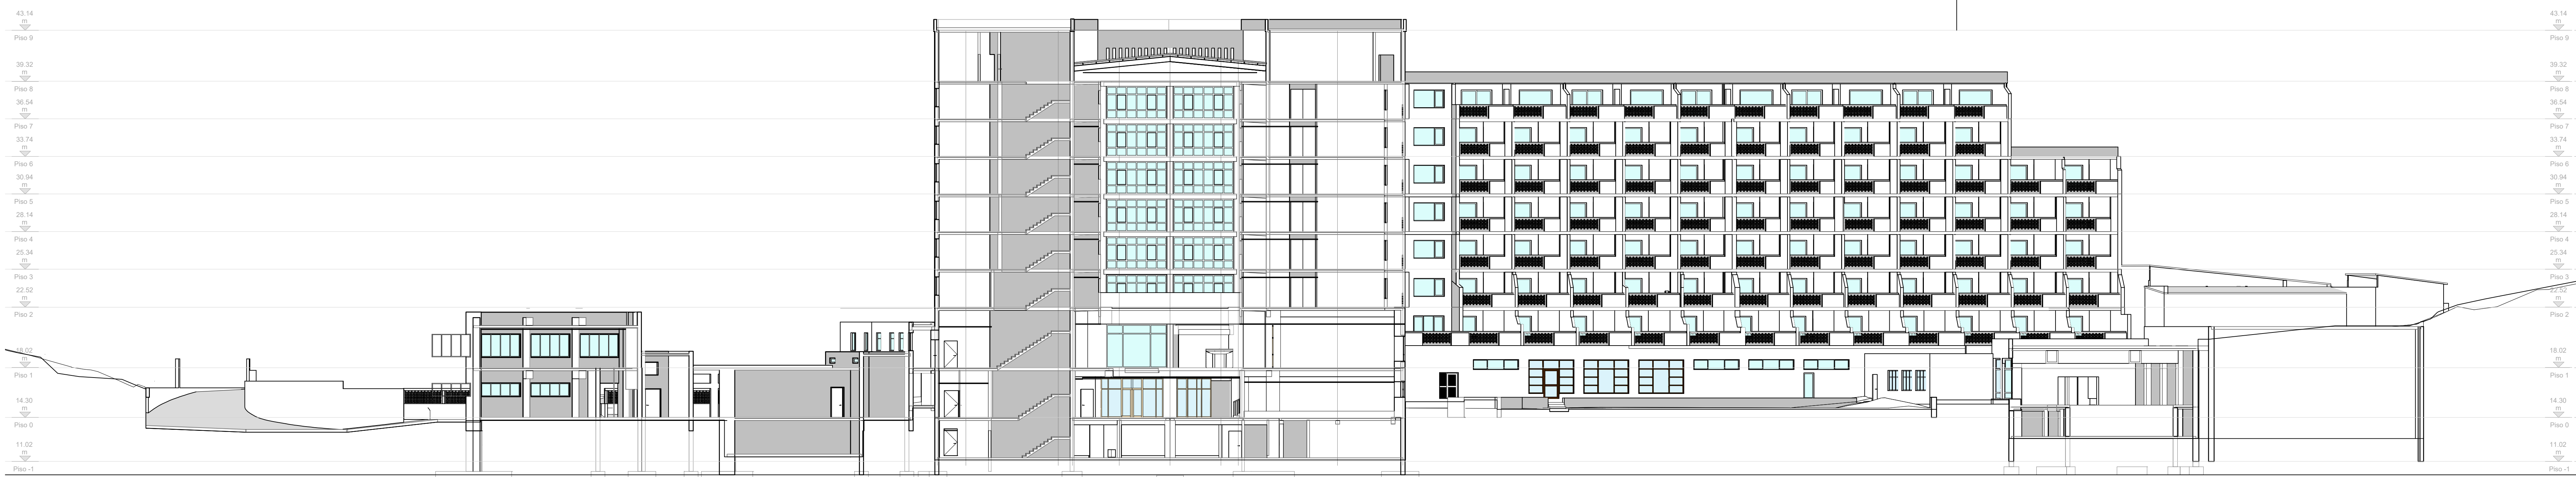 43.14
m
Piso 9
39.32
m
Piso 8
36.54
m
Piso 7
33.74
m
Piso 6
30.94
m
Piso 5
28.14
m
Piso 4
25.34
m
Piso 3
22.52
m
Piso 2
18.02
m
Piso 1
14.30
m
Piso 0
11.02
m
Piso -1
43.14
m
Piso 9
39.32
m
Piso 8
36.54
m
Piso 7
33.74
m
Piso 6
30.94
m
Piso 5
28.14
m
Piso 4
25.34
m
Piso 3
22.52
m
Piso 2
18.02
m
Piso 1
14.30
m
Piso 0
11.02
m
Piso -1